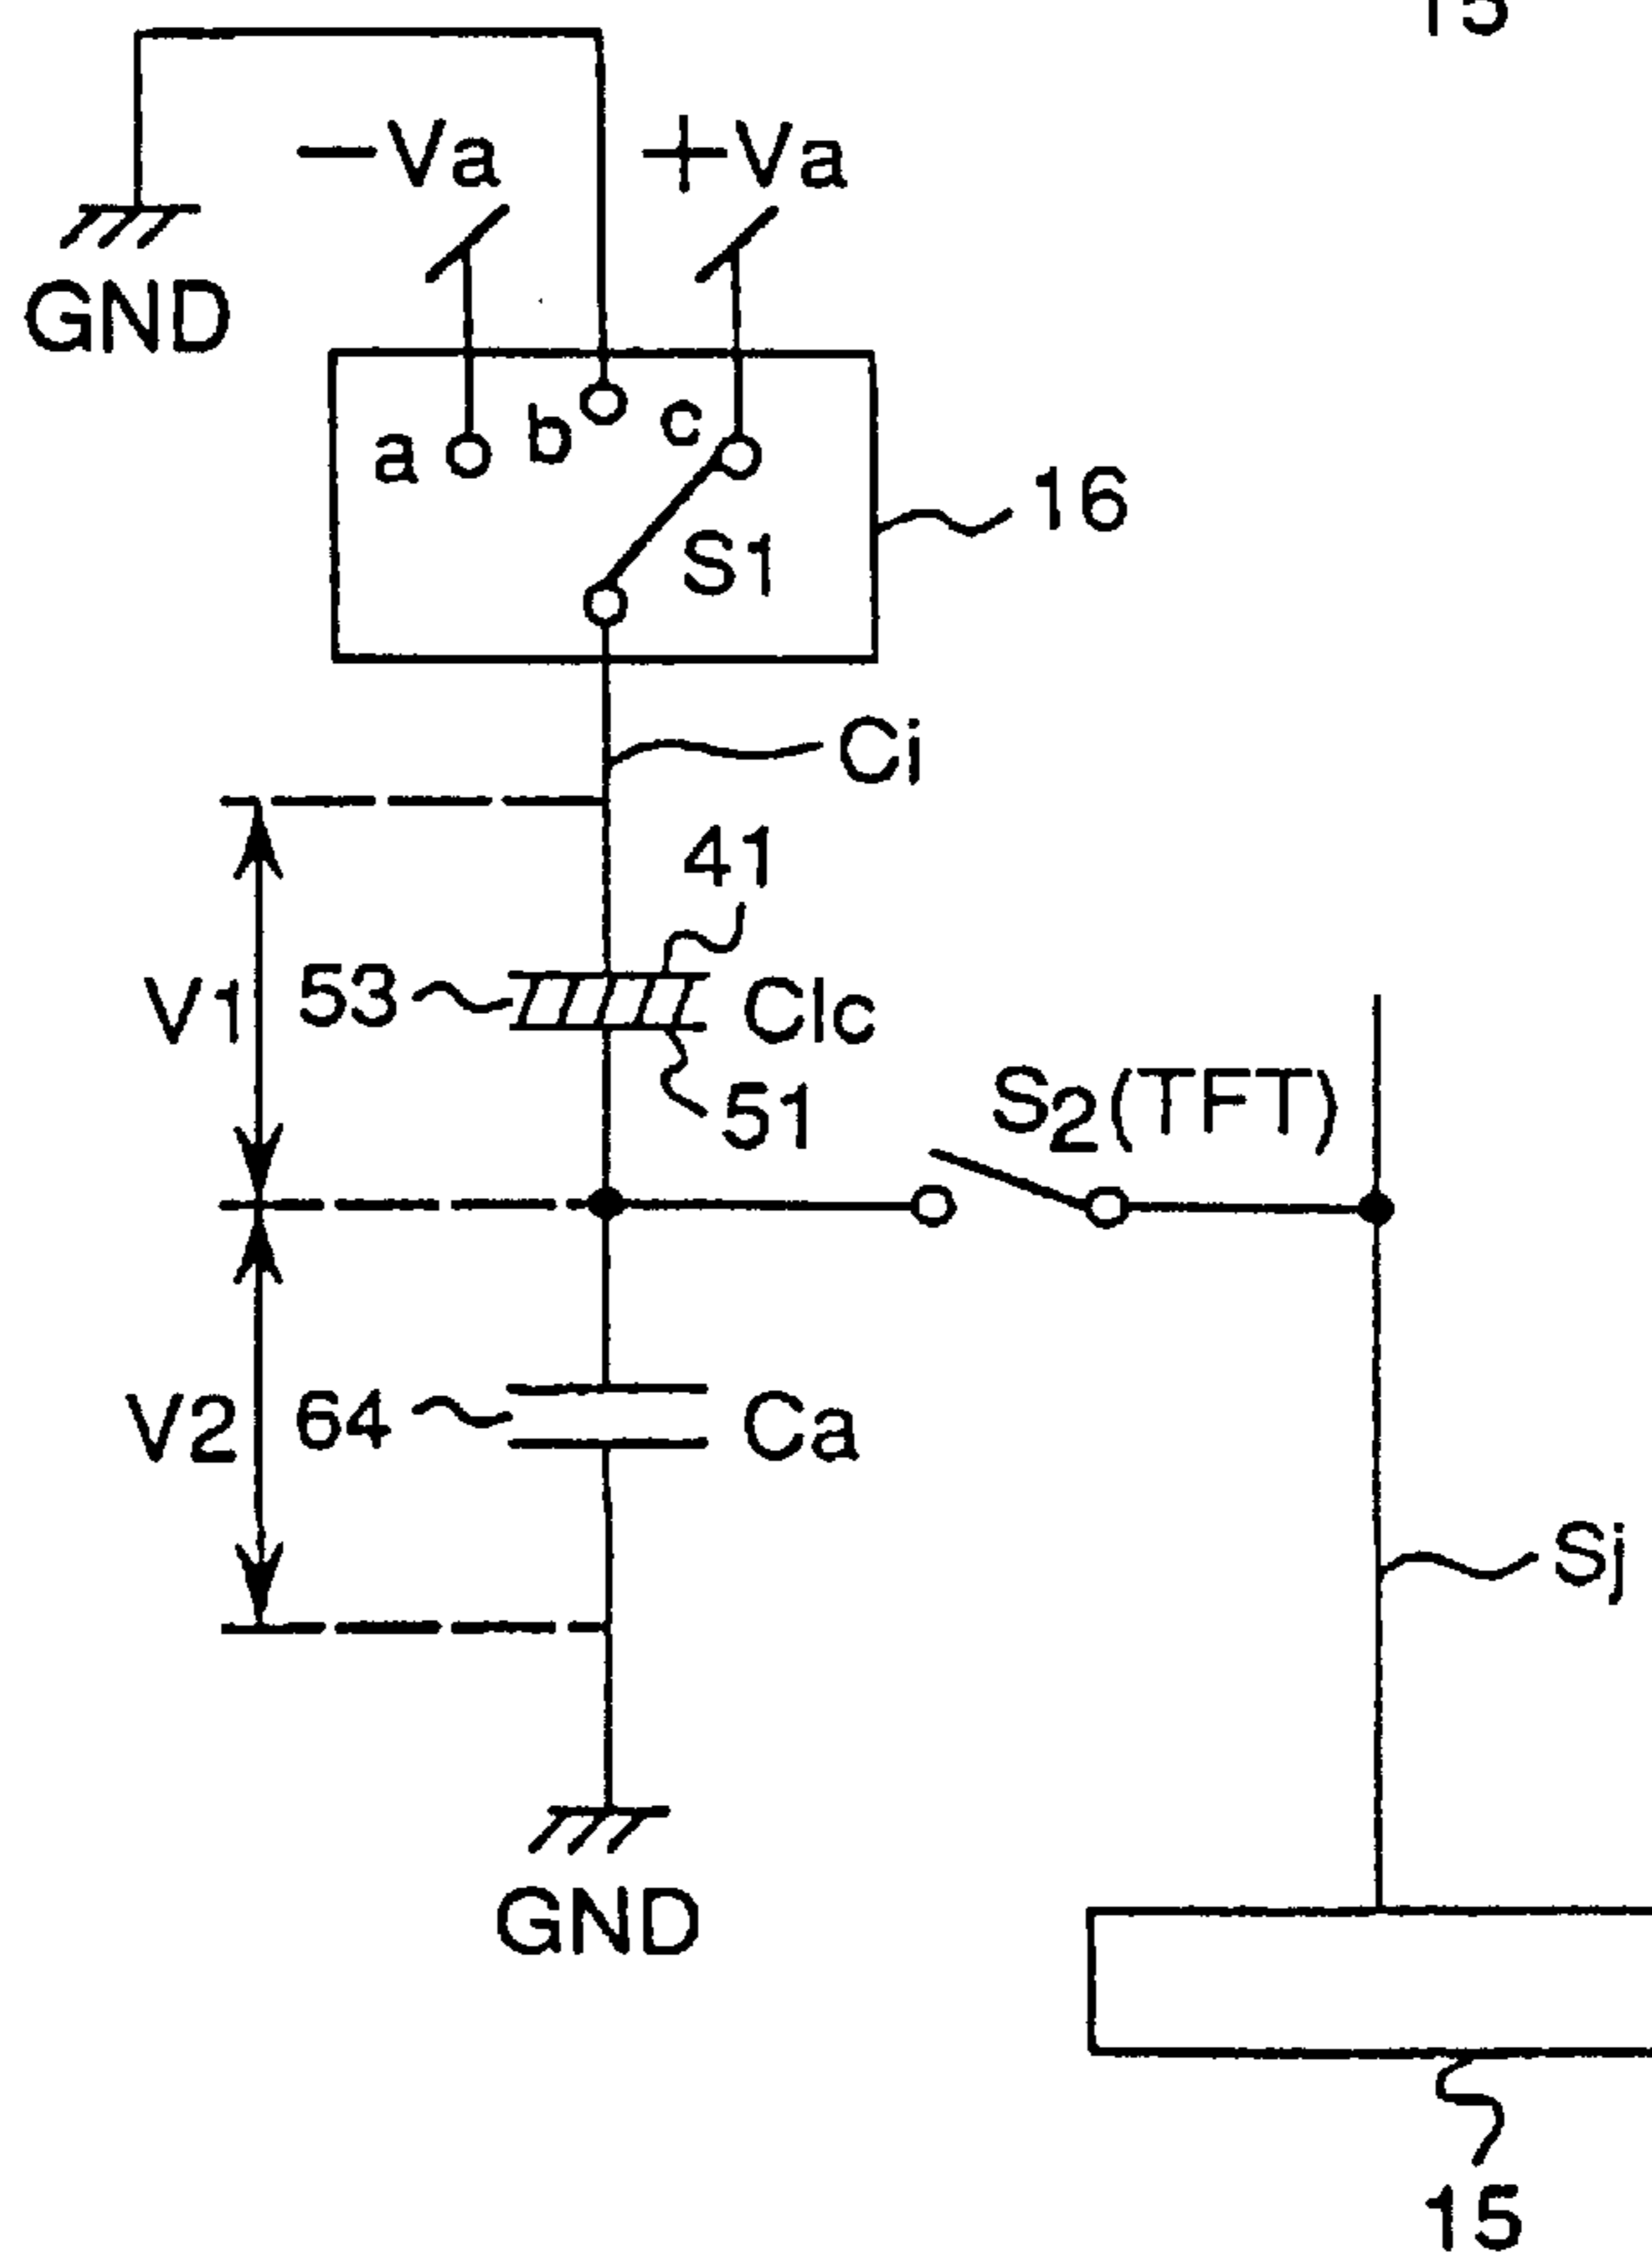 15
−Va
+Va
GND
a
b
c
S1
16
Ci
41
V1
53
Clc
51
S2(TFT)
V2
64
Ca
Sj
GND
15